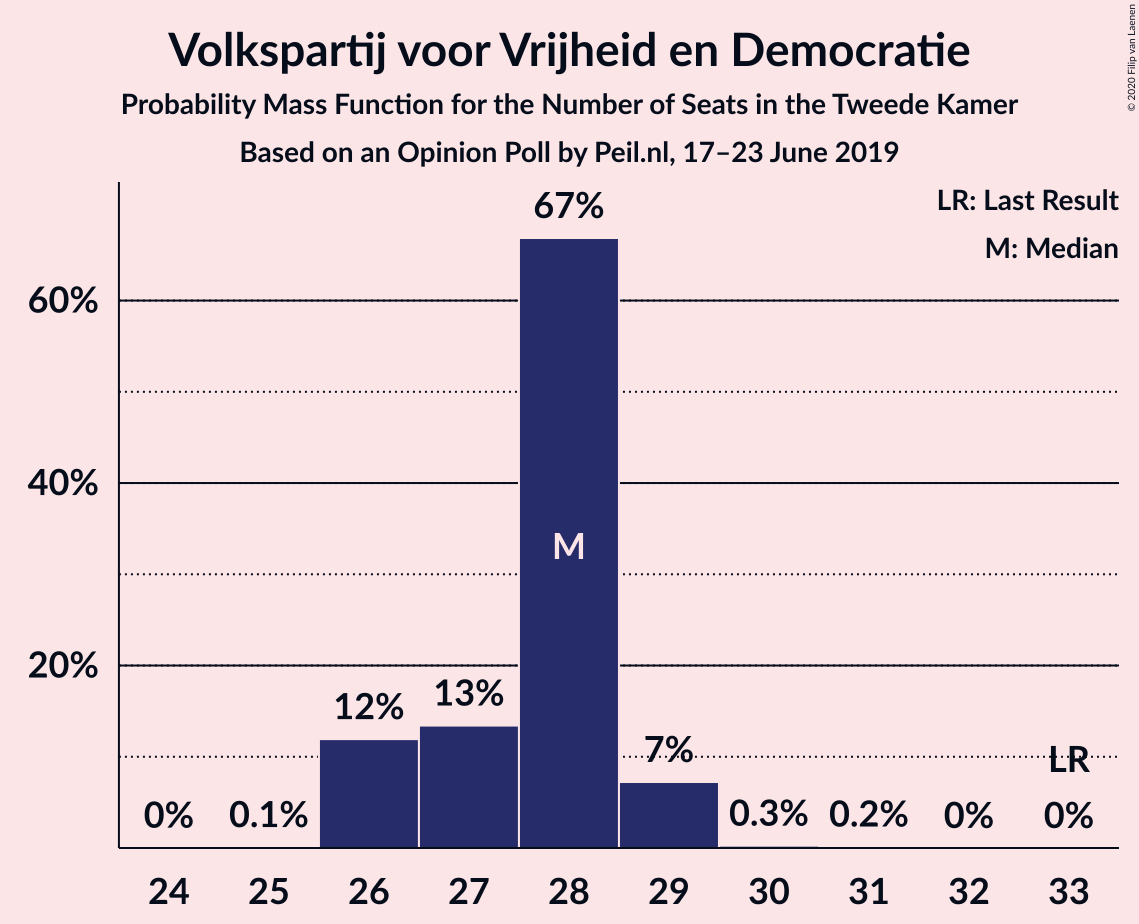 Volkspartij voor Vrijheid en Democratie
Probability Mass Function for the Number of Seats in the Tweede Kamer
Based on an Opinion Poll by Peil.nl, 17–23 June 2019
© 2020 Filip van Laenen
LR: Last Result
M: Median
60%
40%
20%
0%
0.1%
12%
13%
67%
M
7%
0.3%
0.2%
0%
LR
0%
24 25 26 27 28 29 30 31 32 33